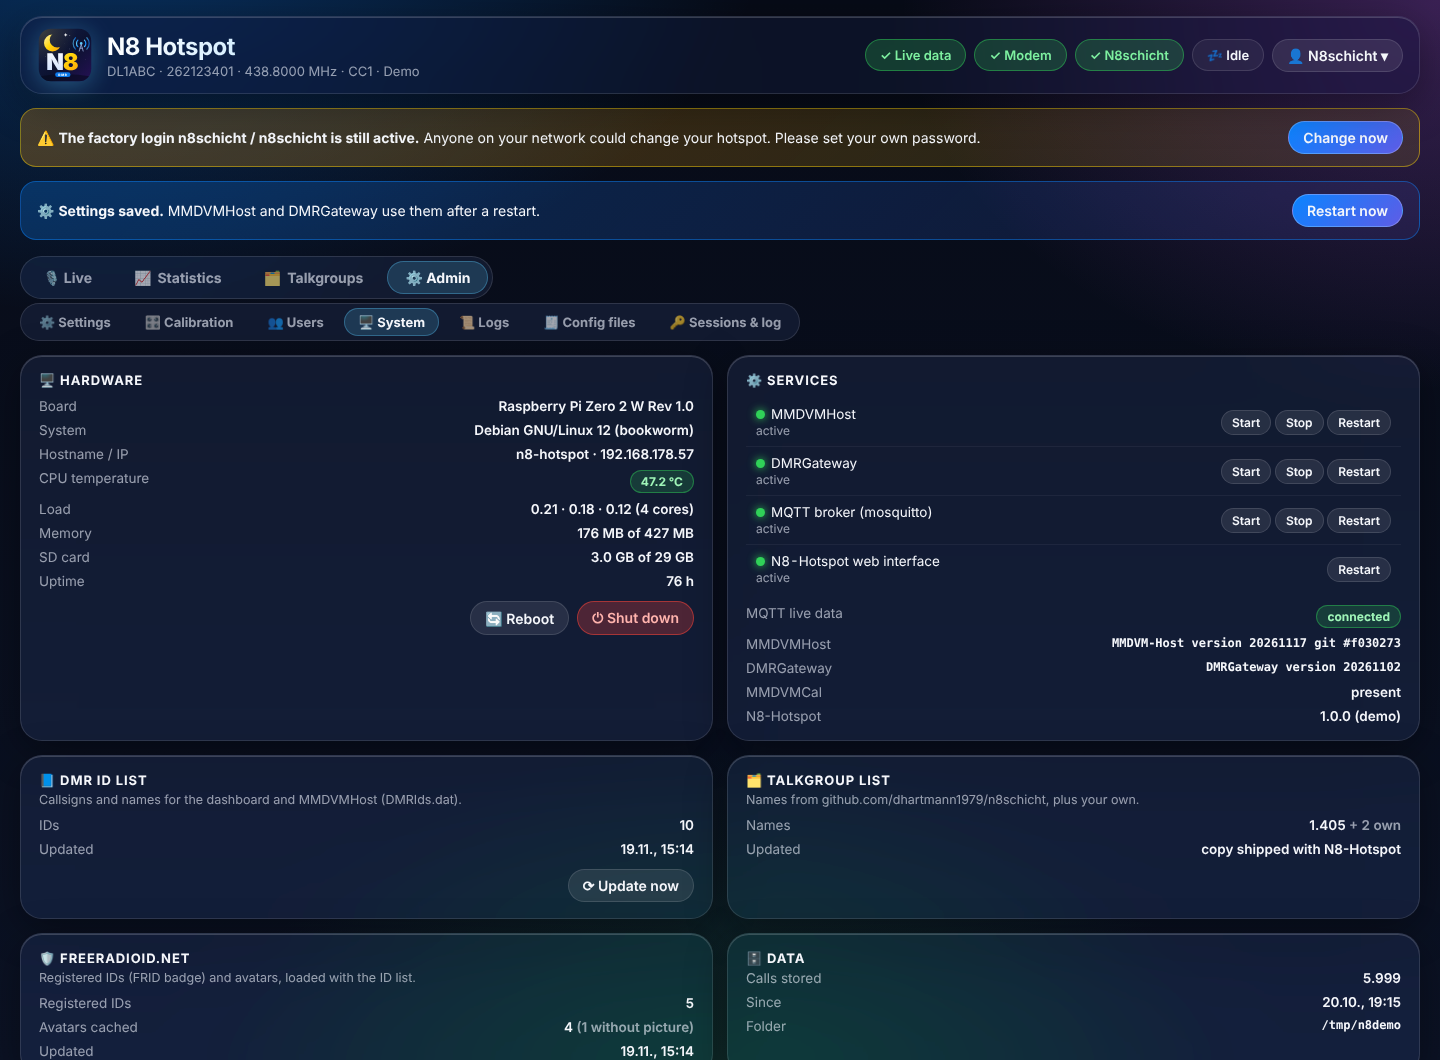 N8 Hotspot
DL1ABC · 262123401 · 438.8000 MHz · CC1 · Demo
✓ Live data
✓ Modem
✓ N8schicht
💤 Idle
👤 N8schicht ▾
⚠️ The factory login n8schicht / n8schicht is still active. Anyone on your network could change your hotspot. Please set your own password.
Change now
⚙️ Settings saved. MMDVMHost and DMRGateway use them after a restart.
Restart now
🎙️ Live
📈 Statistics
🗂️ Talkgroups
⚙️ Admin
⚙️ Settings
🎛️ Calibration
👥 Users
🖥️ System
📜 Logs
🧾 Config files
🔑 Sessions & log
🖥️ HARDWARE
Board Raspberry Pi Zero 2 W Rev 1.0
System Debian GNU/Linux 12 (bookworm)
Hostname / IP n8-hotspot · 192.168.178.57
CPU temperature 47.2 °C
Load 0.21 · 0.18 · 0.12 (4 cores)
Memory 176 MB of 427 MB
SD card 3.0 GB of 29 GB
Uptime 76 h
🔄 Reboot
⏻ Shut down
⚙️ SERVICES
MMDVMHost
active
Start Stop Restart
DMRGateway
active
Start Stop Restart
MQTT broker (mosquitto)
active
Start Stop Restart
N8-Hotspot web interface
active
Restart
MQTT live data connected
MMDVMHost MMDVM-Host version 20261117 git #f030273
DMRGateway DMRGateway version 20261102
MMDVMCal present
N8-Hotspot 1.0.0 (demo)
📘 DMR ID LIST
Callsigns and names for the dashboard and MMDVMHost (DMRIds.dat).
IDs 10
Updated 19.11., 15:14
⟳ Update now
🗂️ TALKGROUP LIST
Names from github.com/dhartmann1979/n8schicht, plus your own.
Names 1.405 + 2 own
Updated copy shipped with N8-Hotspot
🛡️ FREERADIOID.NET
Registered IDs (FRID badge) and avatars, loaded with the ID list.
Registered IDs 5
Avatars cached 4 (1 without picture)
Updated 19.11., 15:14
🗄️ DATA
Calls stored 5.999
Since 20.10., 19:15
Folder /tmp/n8demo